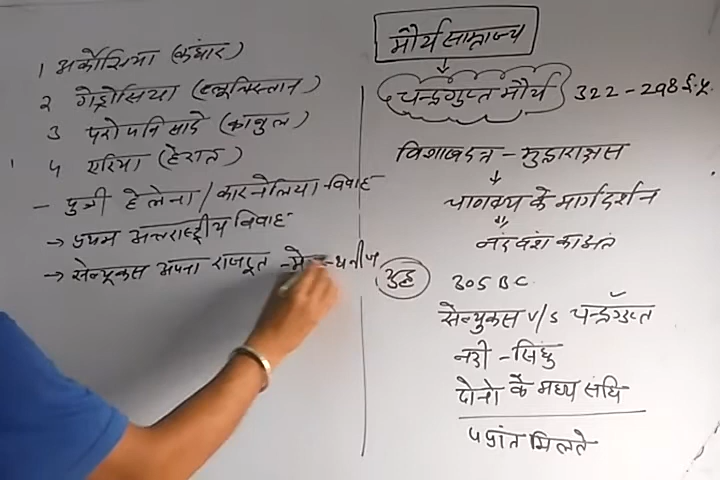 मौर्य साम्राज्य
चन्द्रगुप्त मौर्य 322-298 ई.पू.
विशाखदत्त - मुद्राराक्षस
चाणक्य के मार्गदर्शन
नंदवंश का अंत
युद्ध 305 BC
सेल्युकस v/s चन्द्रगुप्त
नदी - सिंधु
दोनो के मध्य संधि
4 प्रांत मिलते
1 अर्कोसिया (कंधार)
2 गेड्रोसिया (ब्लूचिस्तान)
3 परोपनिसाडे (काबुल)
4 एरिया (हेरात)
- पुत्री हेलेना / कारनेलिया-विवाह
→ प्रथम अन्तराष्ट्रीय विवाह
→ सेल्यूकस अपना राजदूत